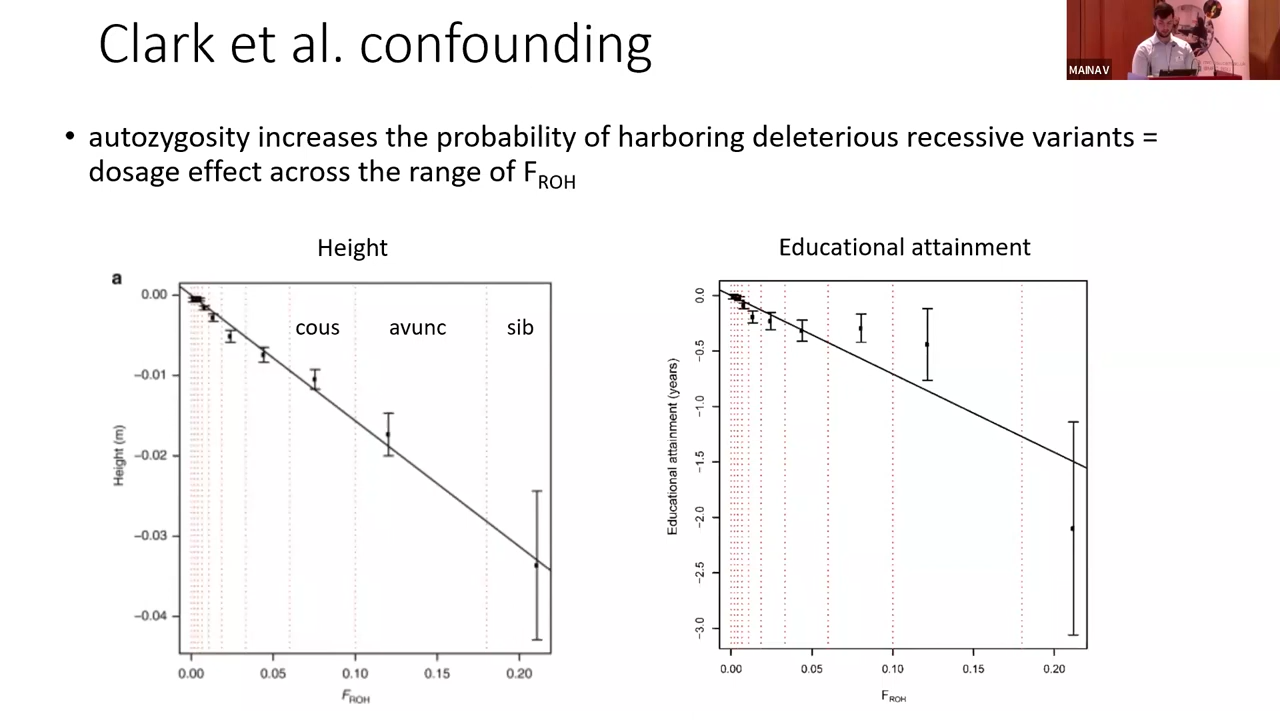 Clark et al. confounding
MAINAV
• autozygosity increases the probability of harboring deleterious recessive variants =
dosage effect across the range of FROH
Height
Educational attainment
a
cous avunc sib
0.00
−0.01
−0.02
−0.03
−0.04
Height (m)
0.00 0.05 0.10 0.15 0.20
FROH
0.0
−0.5
−1.0
−1.5
−2.0
−2.5
−3.0
Educational attainment (years)
0.00 0.05 0.10 0.15 0.20
FROH